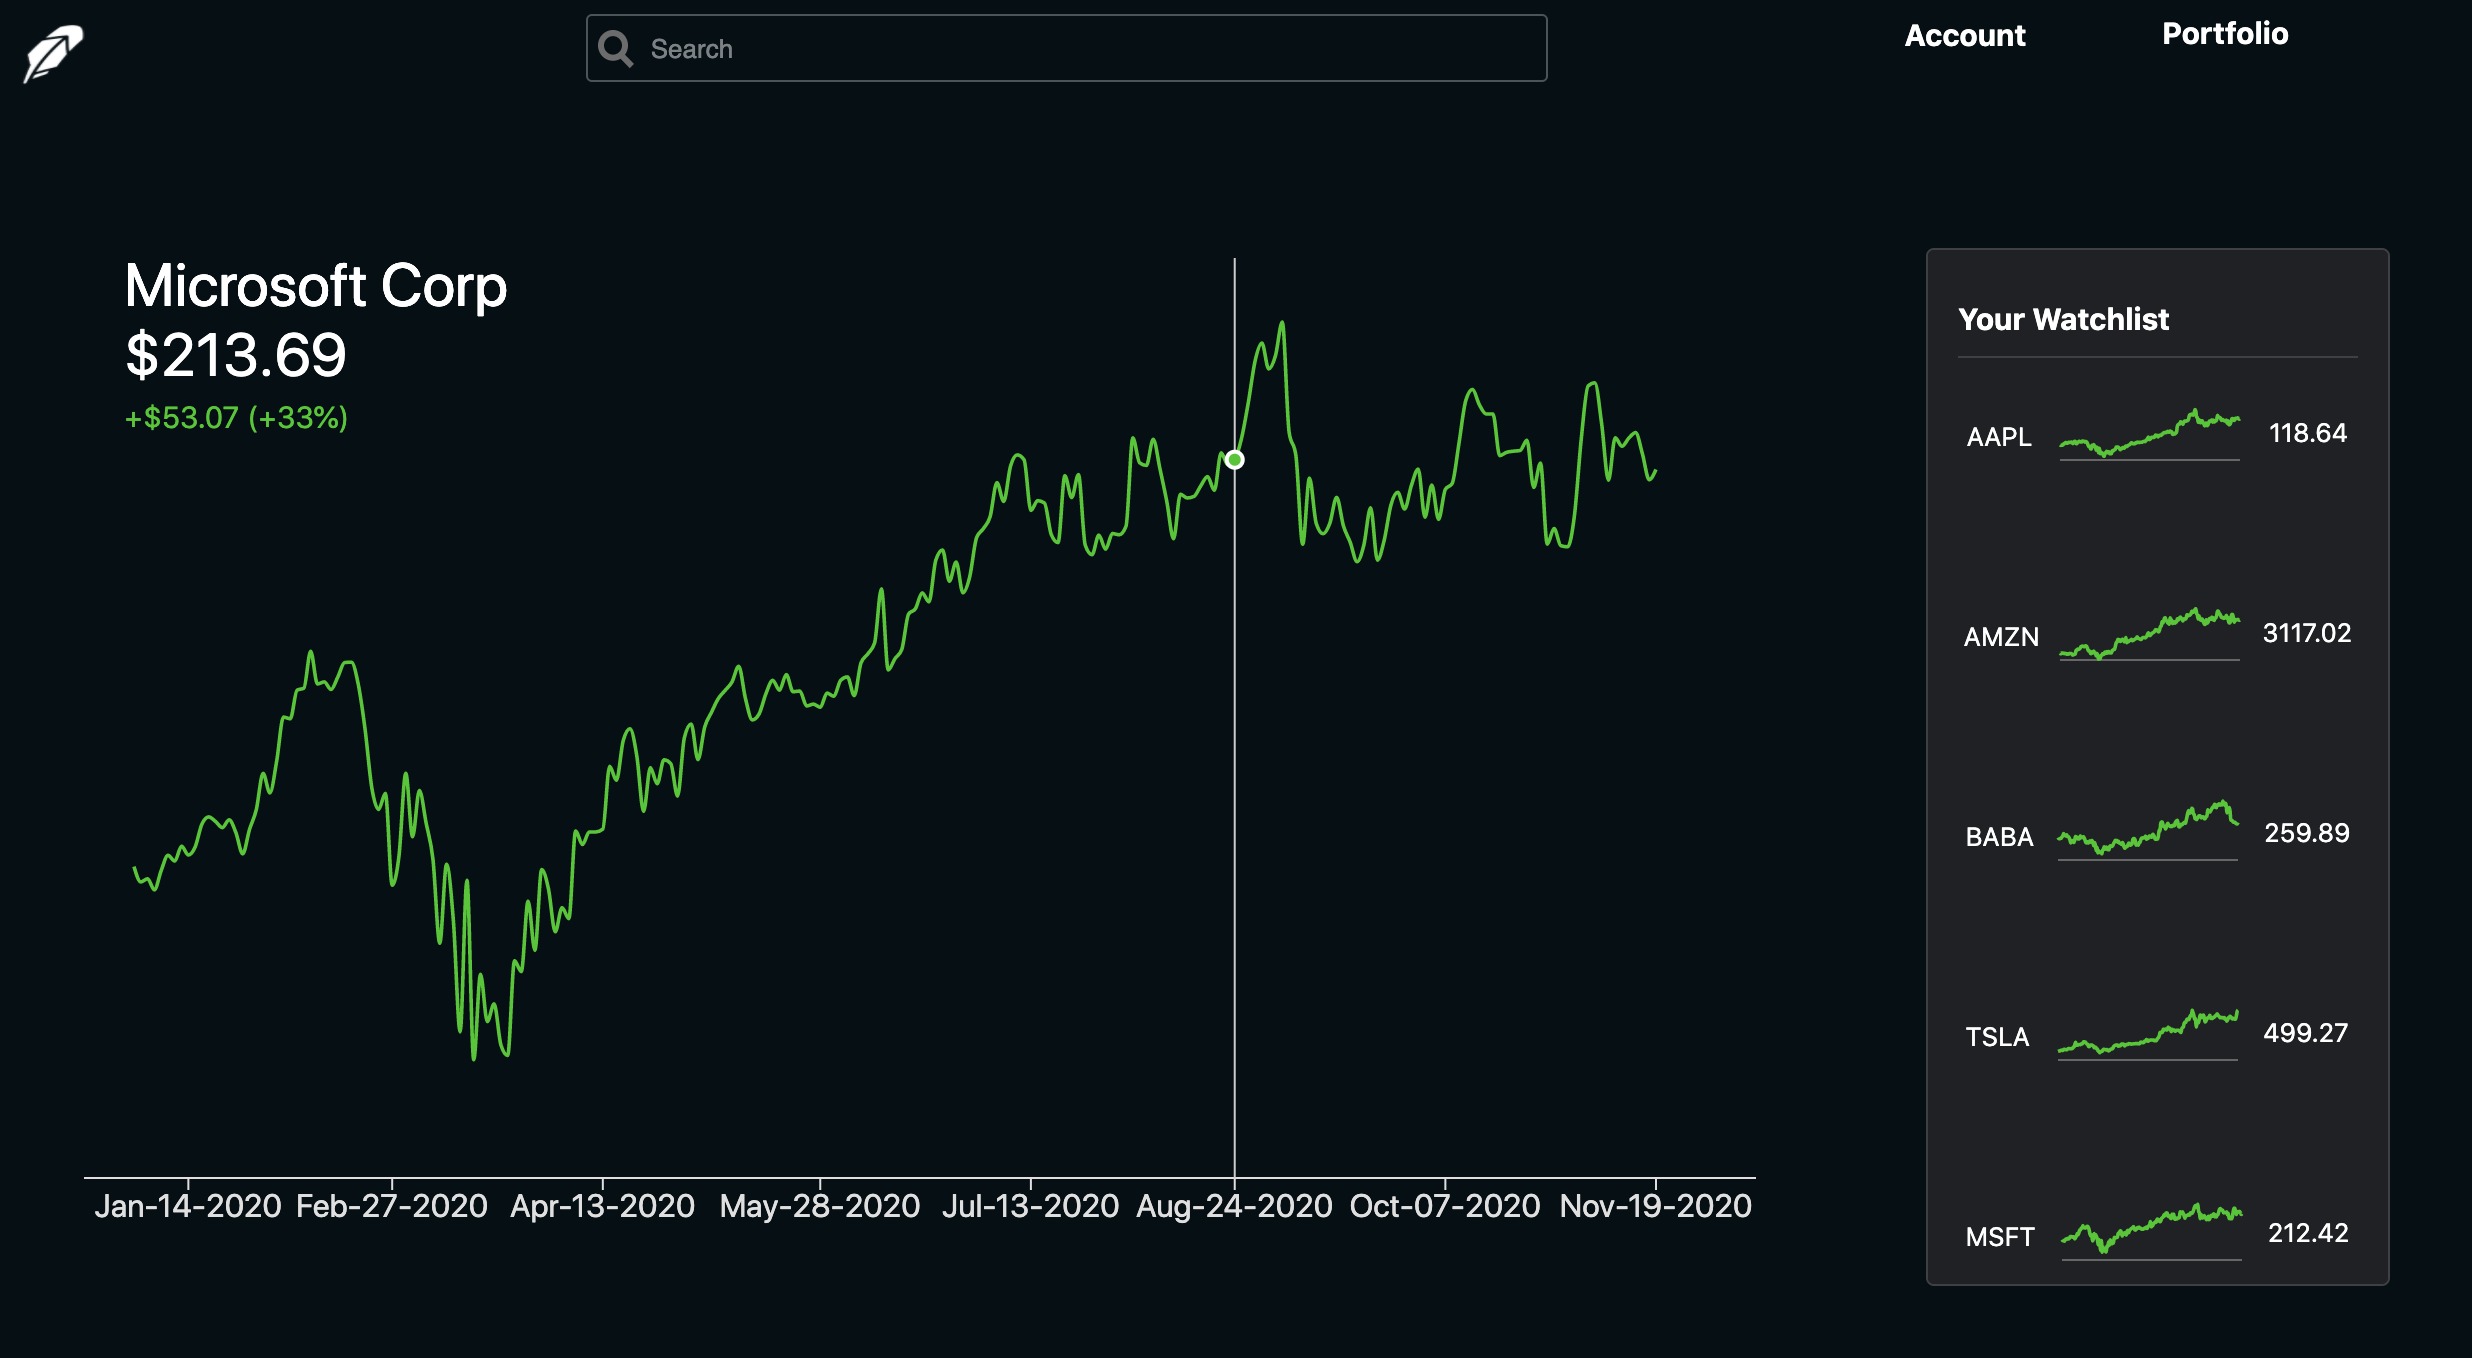 Search
Account
Portfolio
Microsoft Corp
$213.69
+$53.07 (+33%)
Jan-14-2020
Feb-27-2020
Apr-13-2020
May-28-2020
Jul-13-2020
Aug-24-2020
Oct-07-2020
Nov-19-2020
Your Watchlist
AAPL 118.64
AMZN 3117.02
BABA 259.89
TSLA 499.27
MSFT 212.42